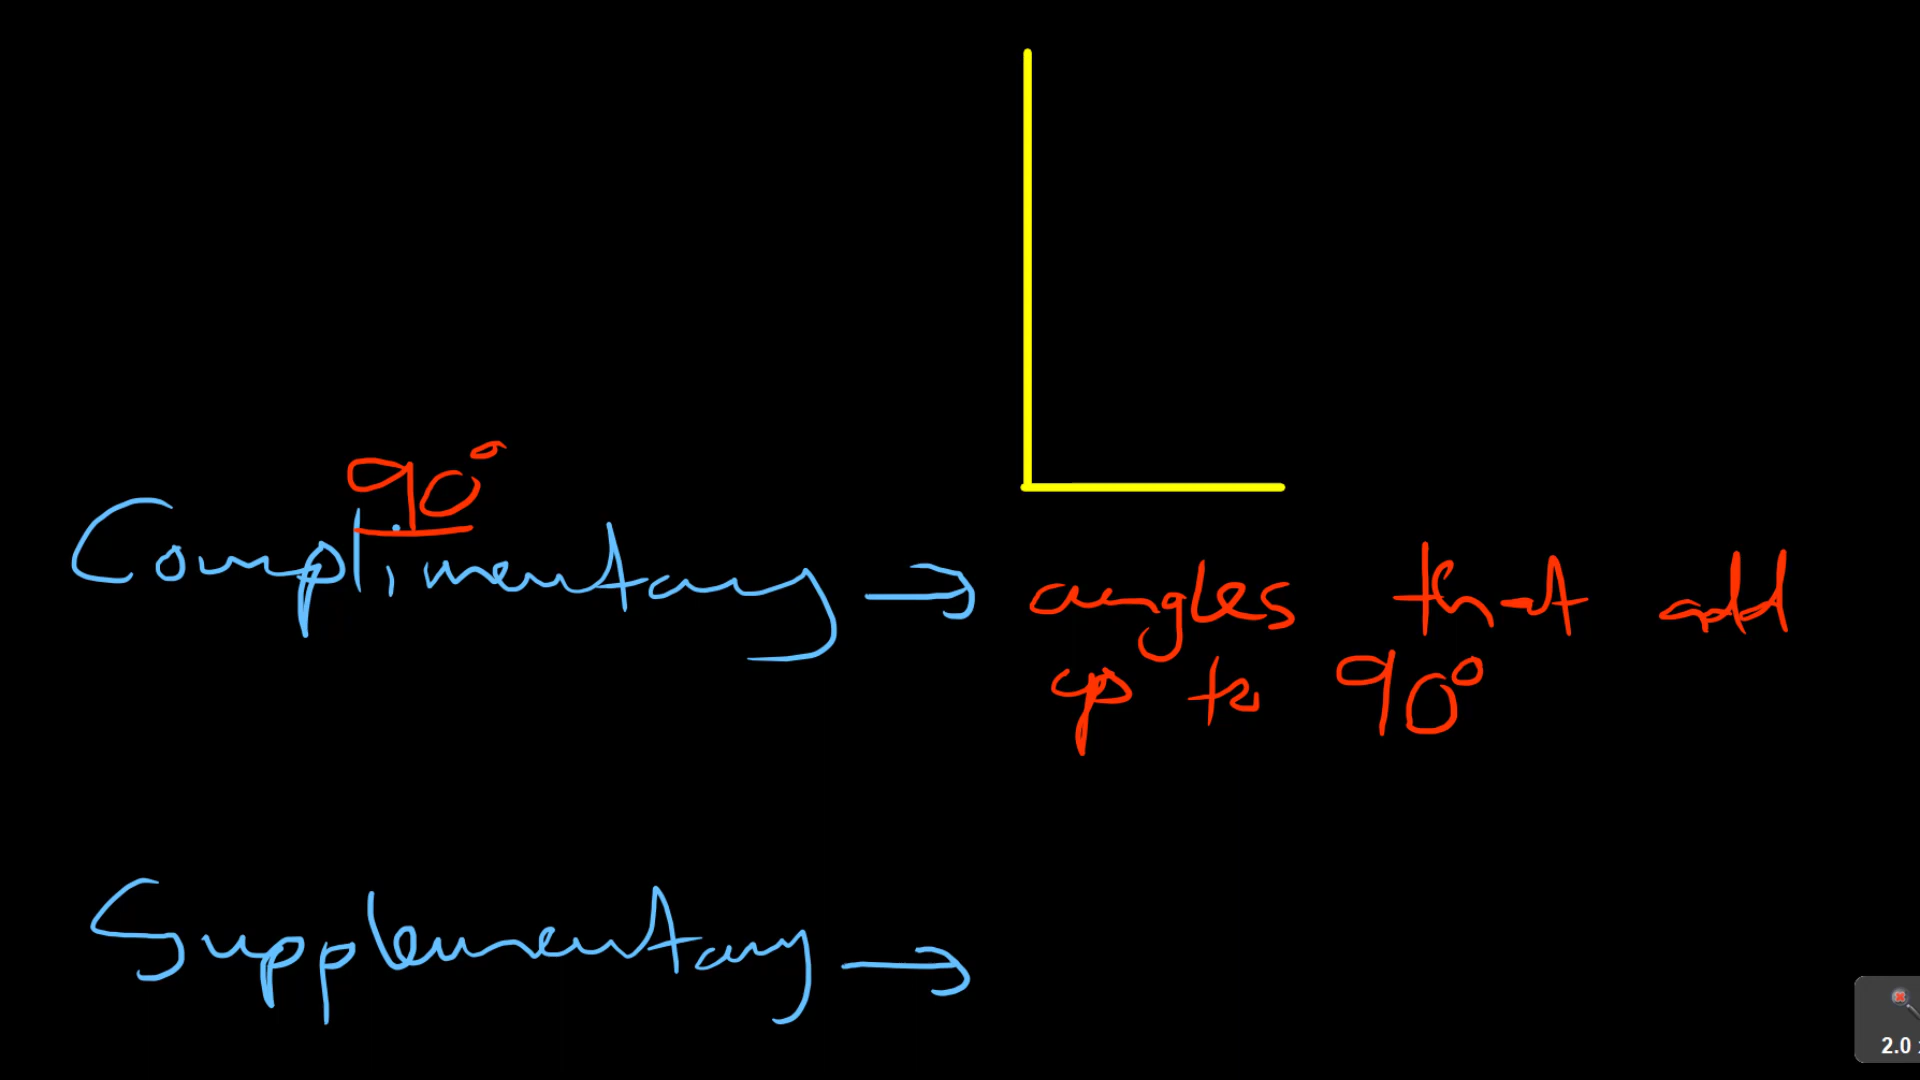 90°
Complimentary → angles that add
up to 90°
Supplementary →
2.0